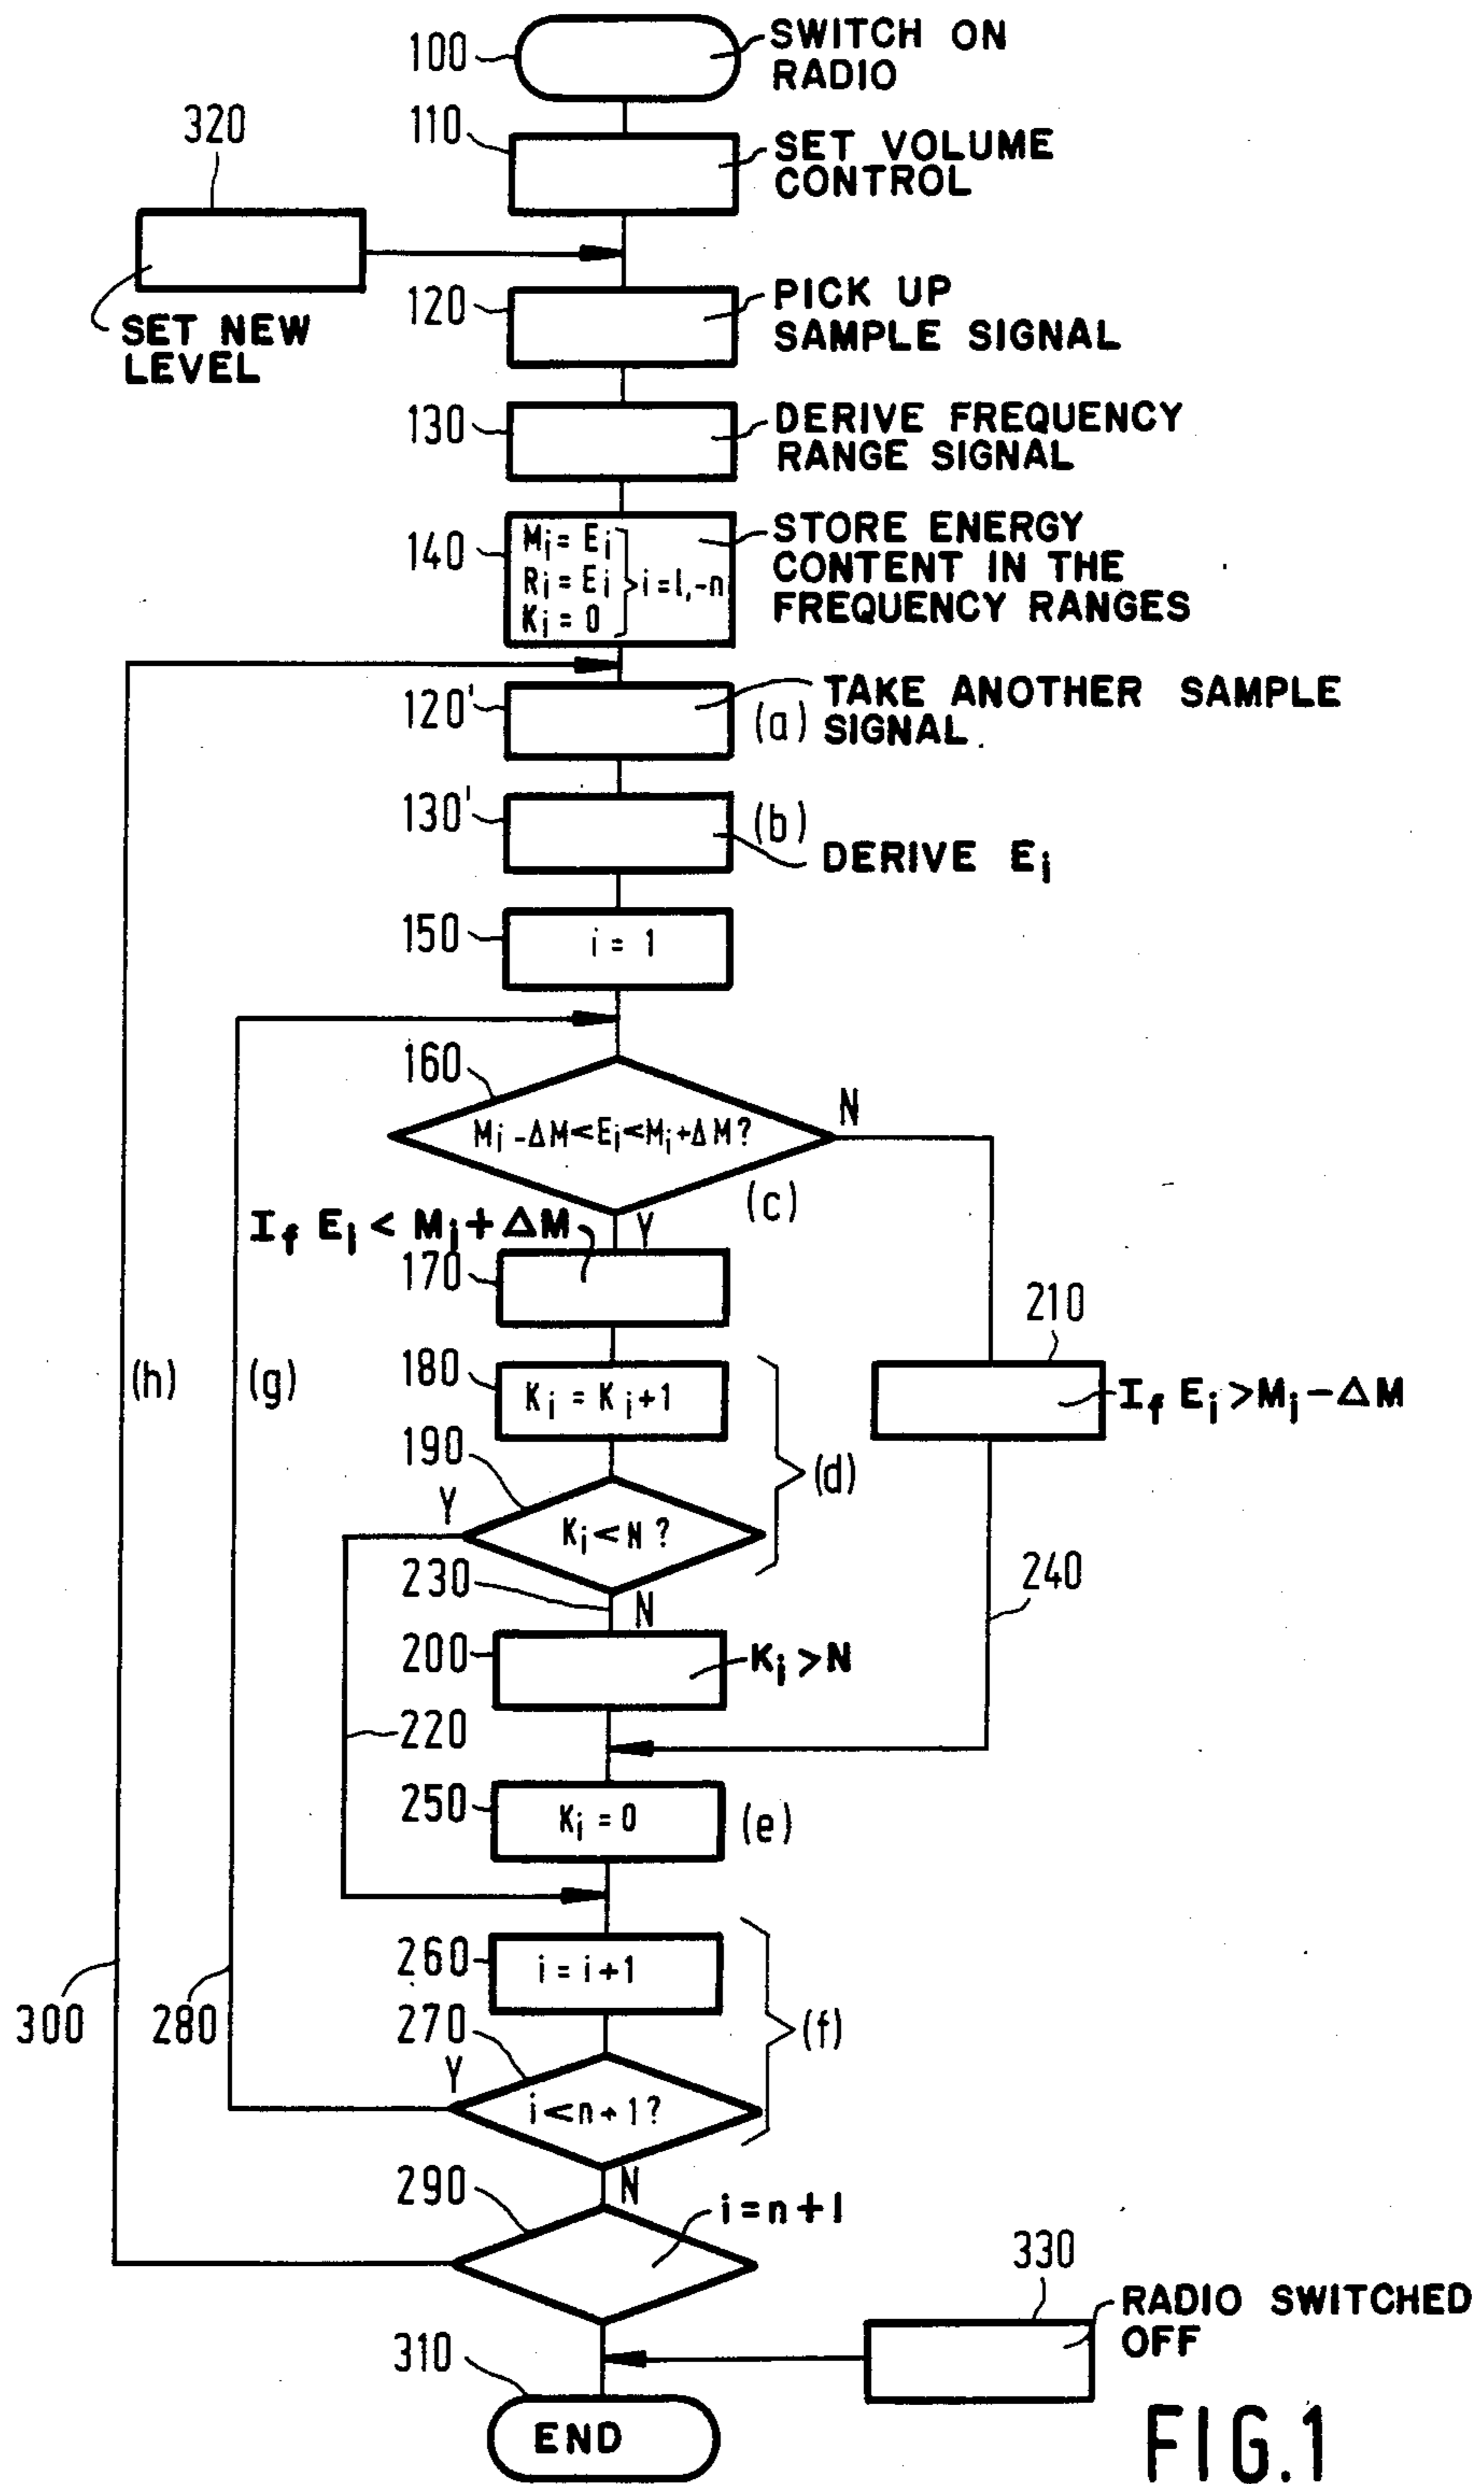 100
SWITCH ON
RADIO
110
SET VOLUME
CONTROL
320
SET NEW
LEVEL
120
PICK UP
SAMPLE SIGNAL
130
DERIVE FREQUENCY
RANGE SIGNAL
140
Mi = Ei
Ri = Ei } i = 1, -n
Ki = 0
STORE ENERGY
CONTENT IN THE
FREQUENCY RANGES
120'
(a)
TAKE ANOTHER SAMPLE
SIGNAL
130'
(b)
DERIVE Ei
150
i = 1
160
Mi - ΔM < Ei < Mi + ΔM ?
N
(c)
If Ei < Mi + ΔM
Y
170
210
If Ei > Mi - ΔM
(h)
(g)
180
Ki = Ki + 1
190
(d)
Y
Ki < N ?
230
N
240
200
Ki > N
220
250
Ki = 0
(e)
260
i = i + 1
300
280
270
(f)
Y
i < n + 1 ?
N
290
i = n + 1
330
RADIO SWITCHED
OFF
310
END
FIG.1